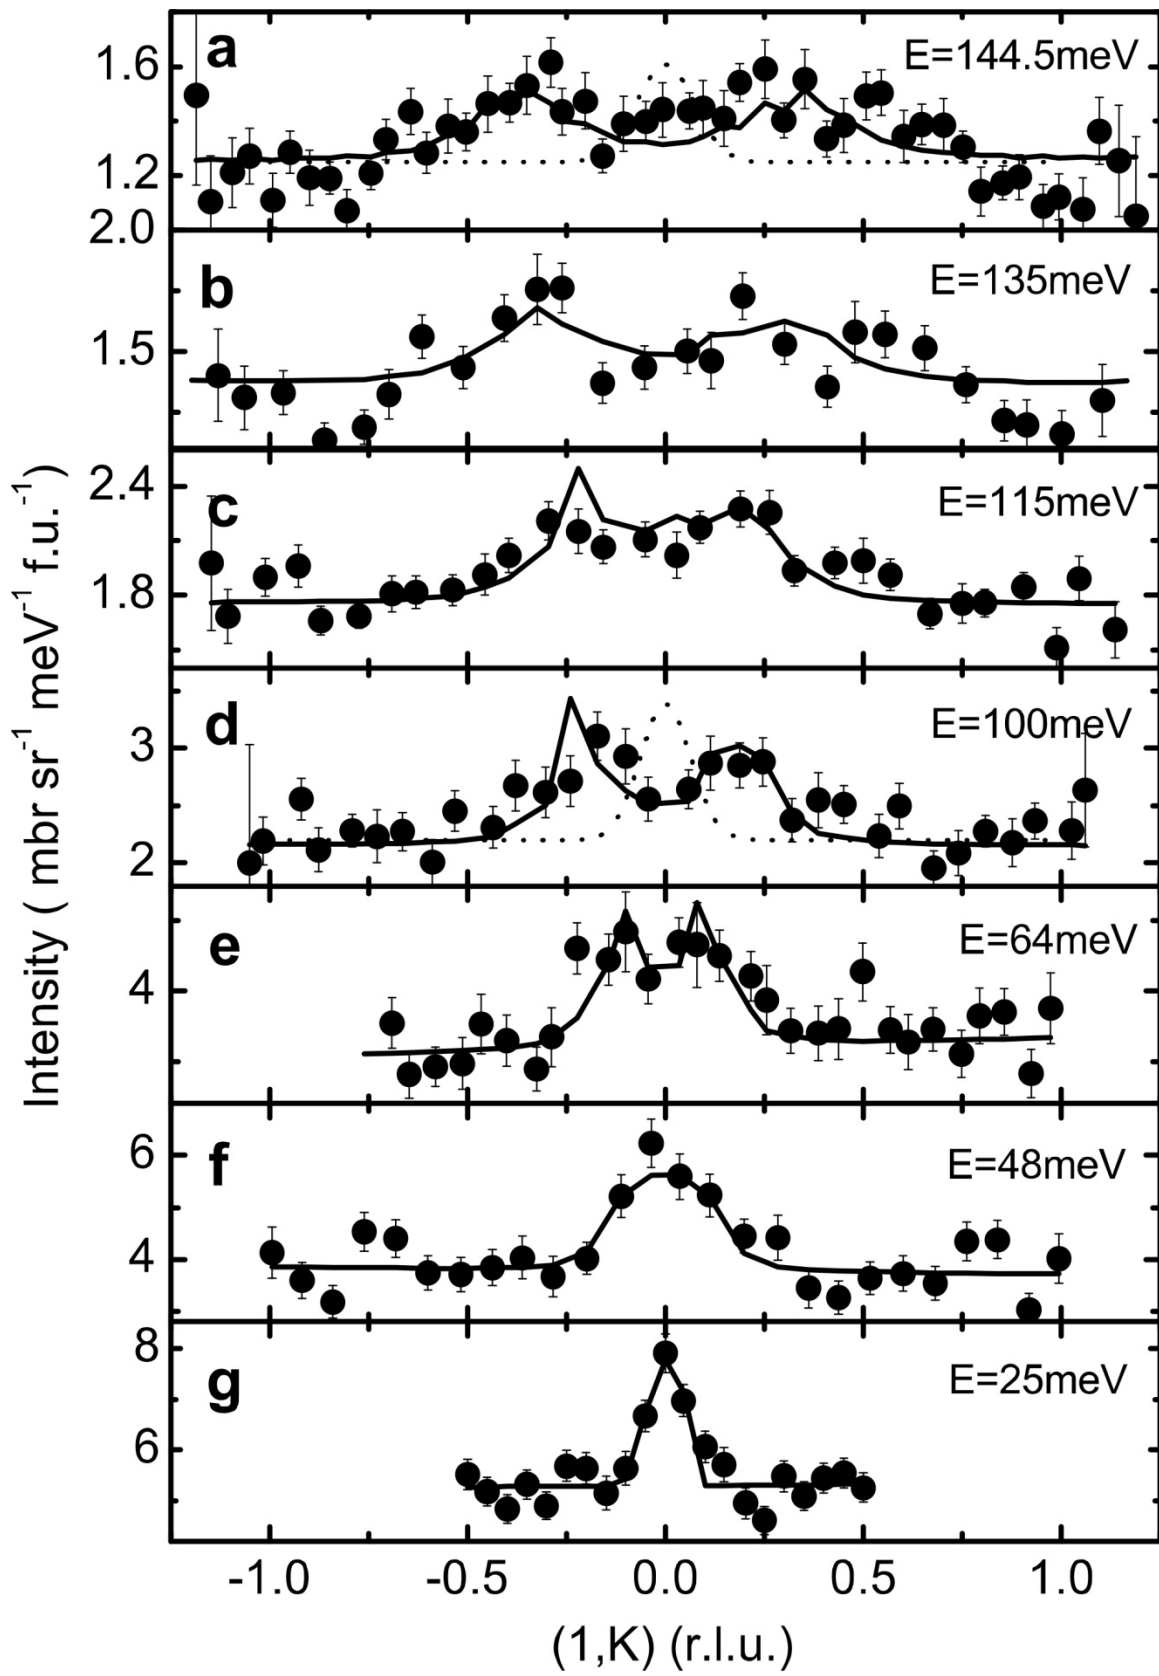 a
E=144.5meV
1.6
1.2
2.0
b
E=135meV
1.5
c
E=115meV
2.4
1.8
d
E=100meV
3
2
e
E=64meV
4
f
E=48meV
6
4
g
E=25meV
8
6
-1.0 -0.5 0.0 0.5 1.0
(1,K) (r.l.u.)
Intensity ( mbr sr⁻¹ meV⁻¹ f.u.⁻¹)